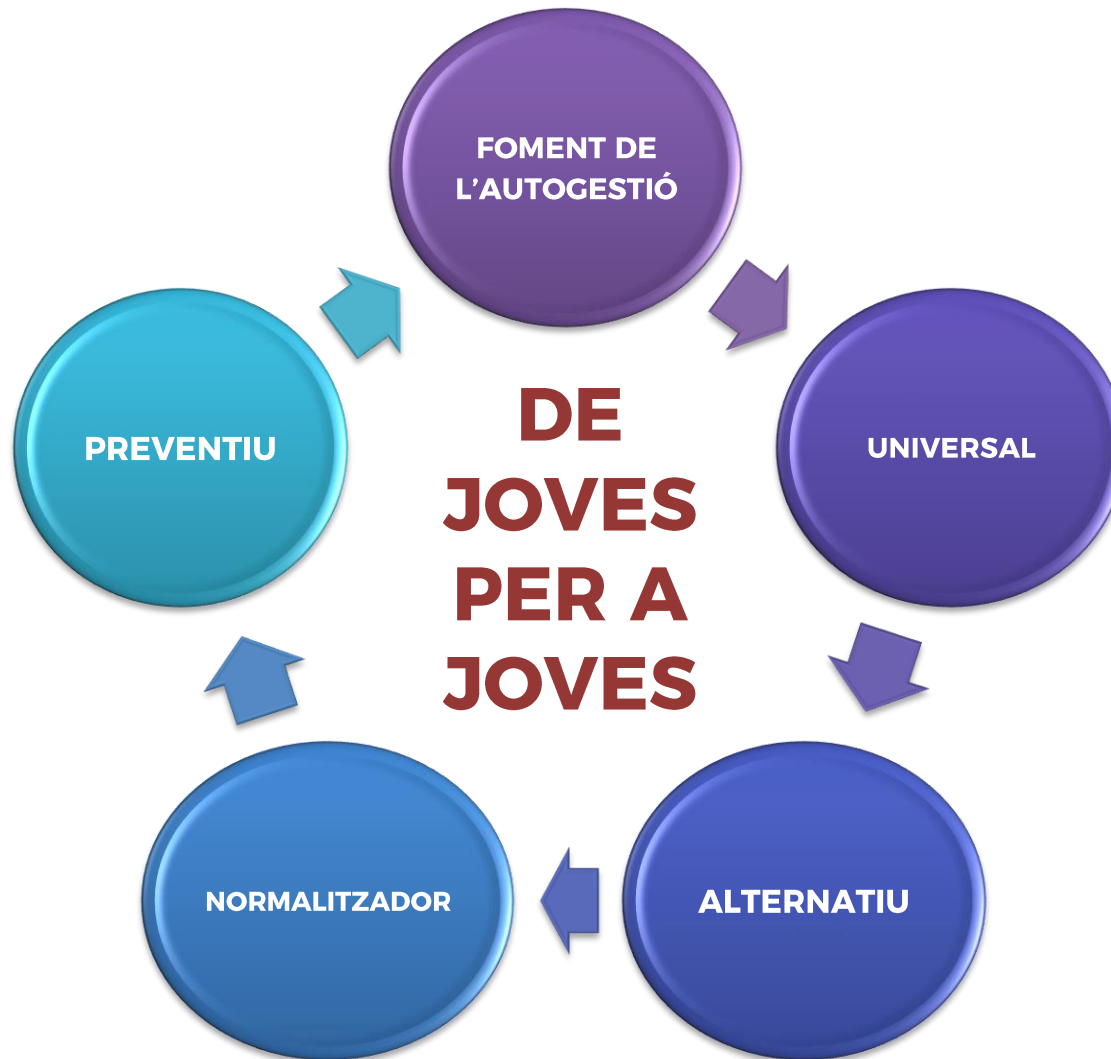 FOMENT DE
L'AUTOGESTIÓ
UNIVERSAL
ALTERNATIU
NORMALITZADOR
PREVENTIU
DE
JOVES
PER A
JOVES